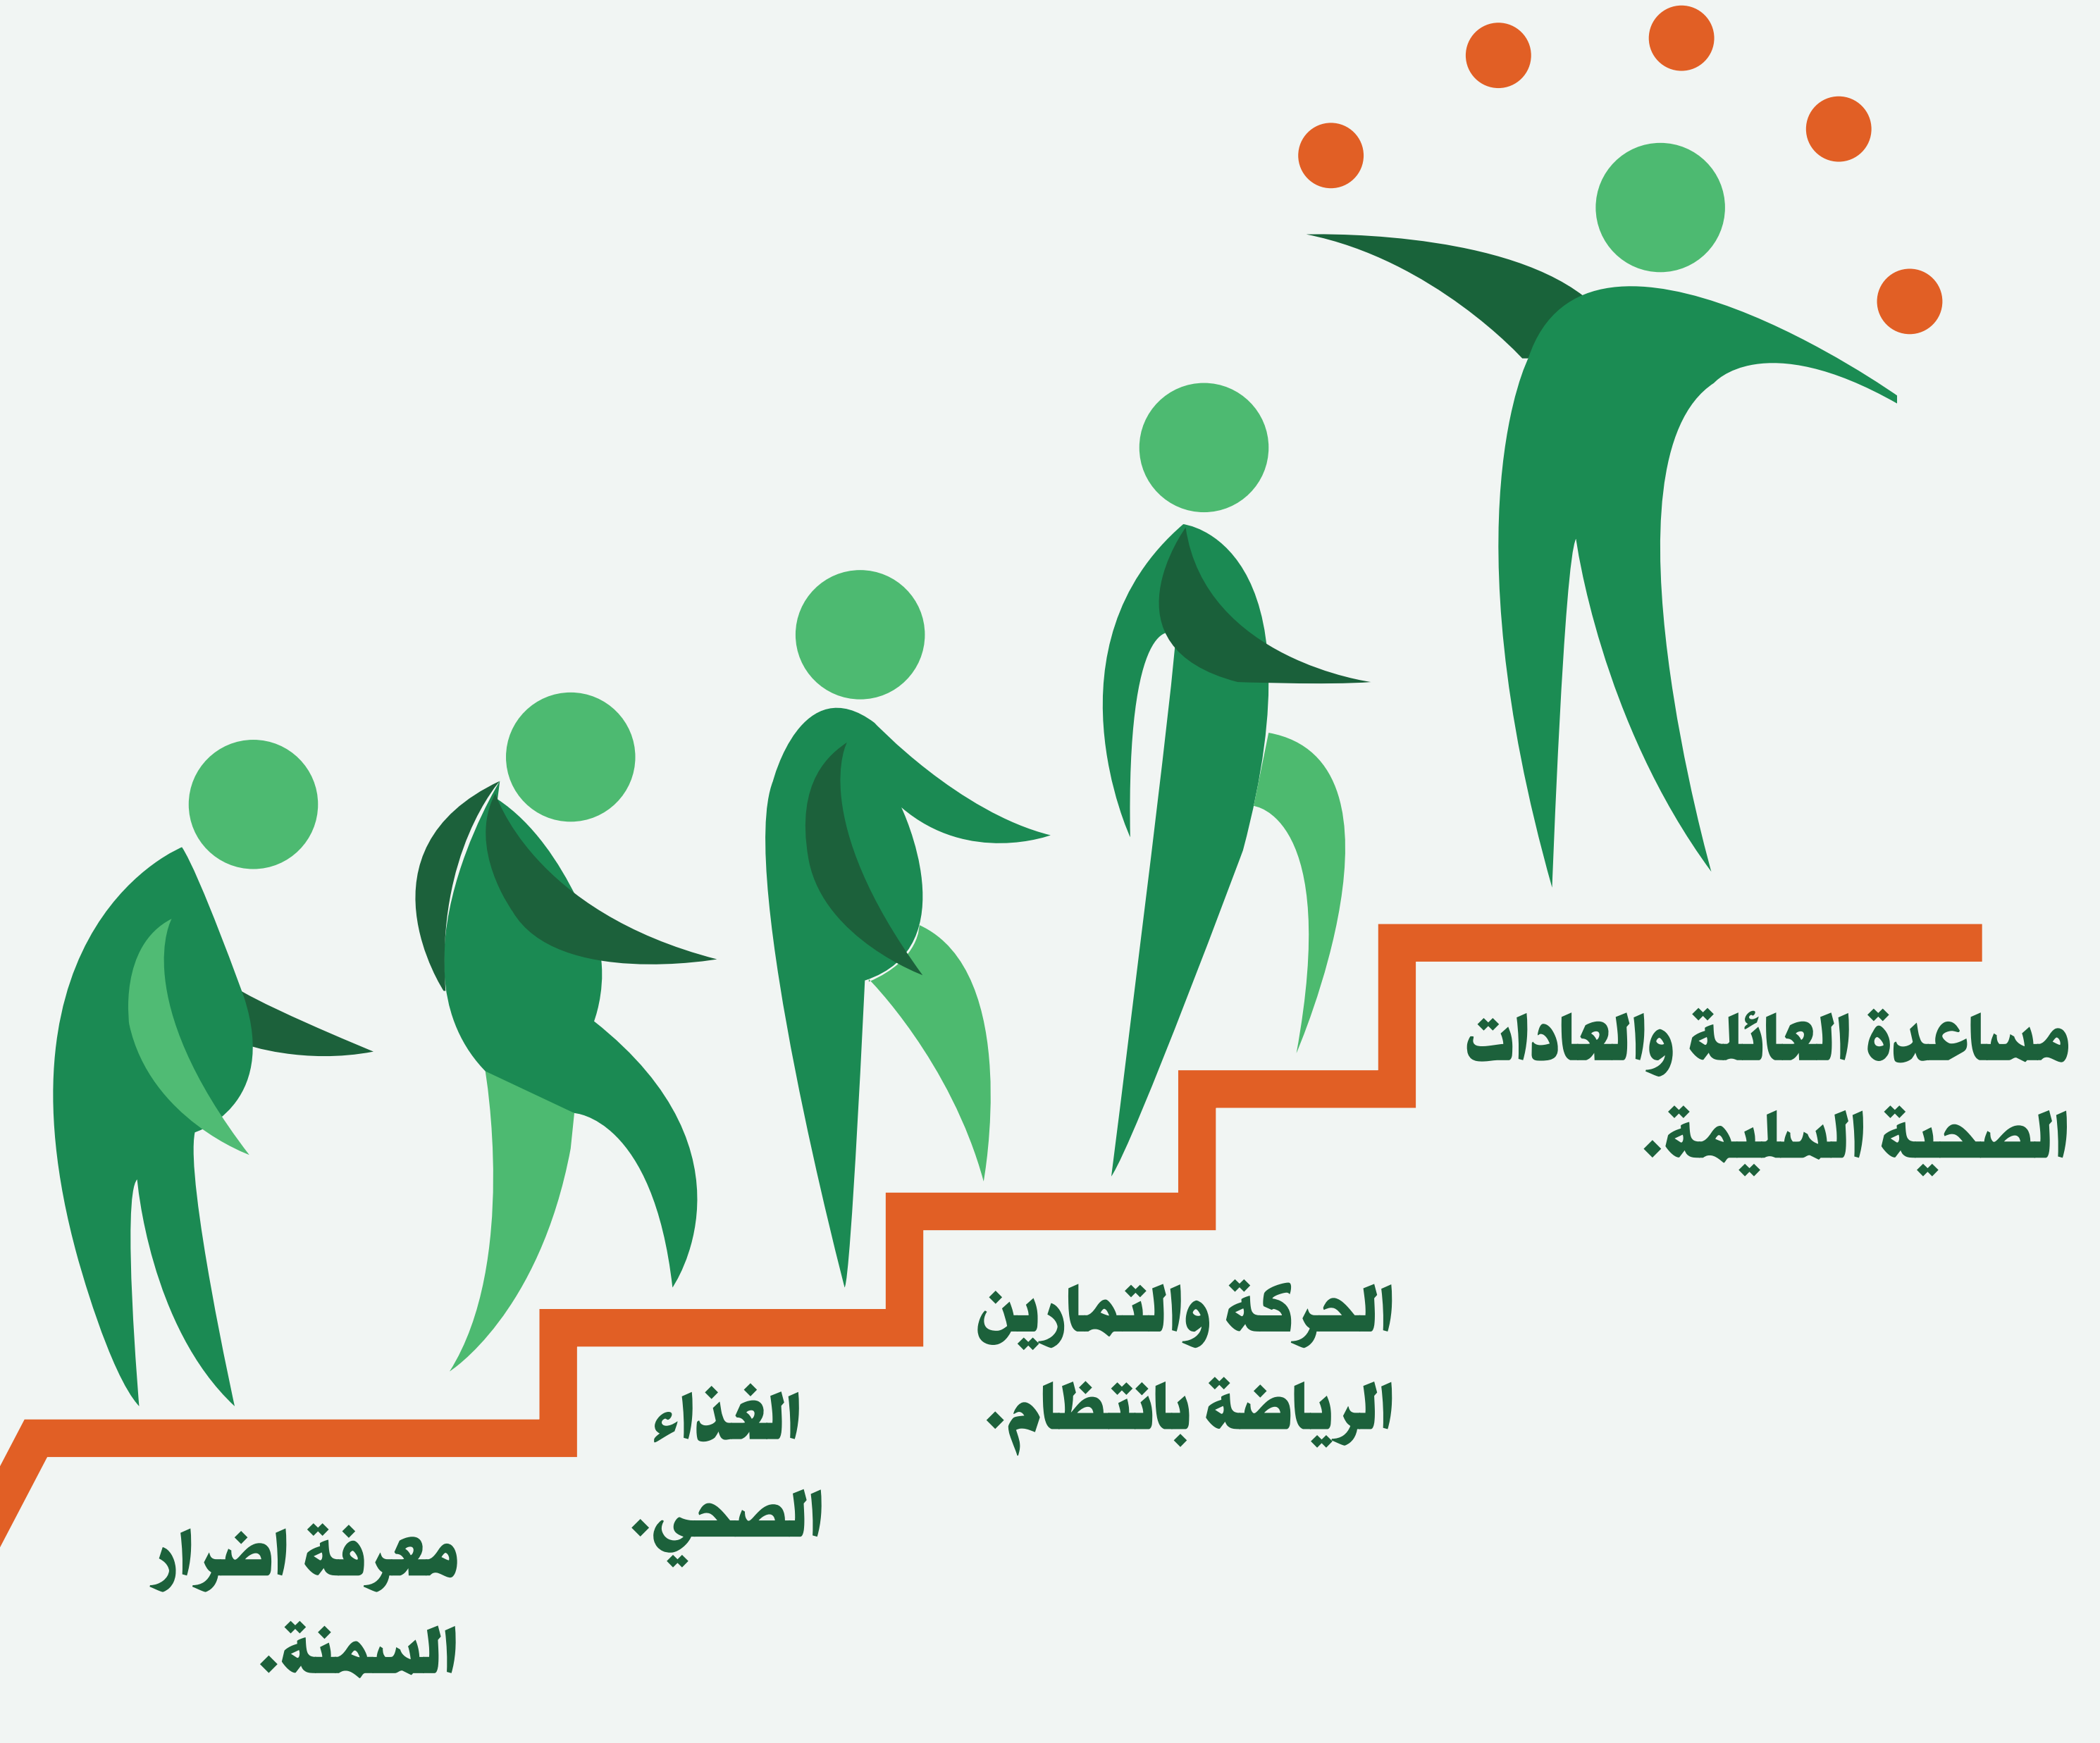 معرفة اضرار
السمنة.
الغذاء
الصحي.
الحركة والتمارين
الرياضة بانتظام.
مساعدة العائلة والعادات
الصحية السليمة.